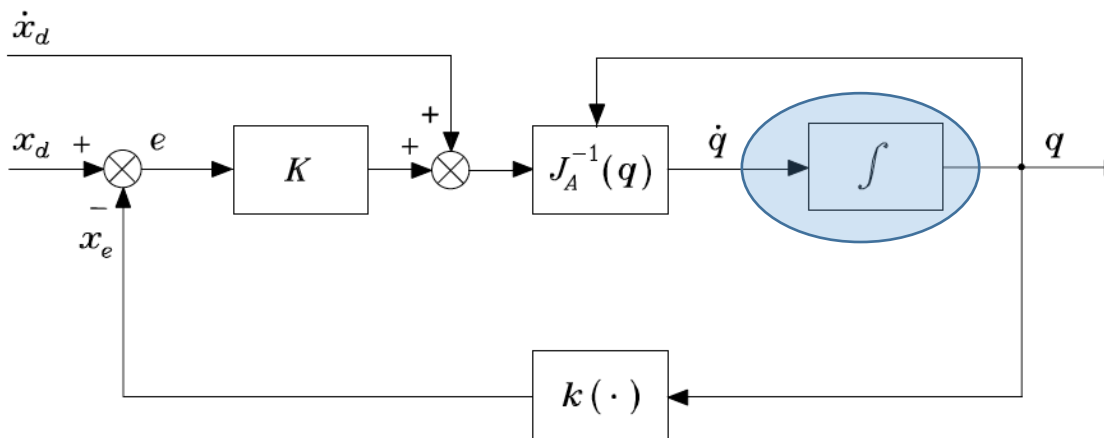 ẋ_d
x_d + e K + + J_A^{-1}(q) q̇ ∫ q
−
x_e
k(·)